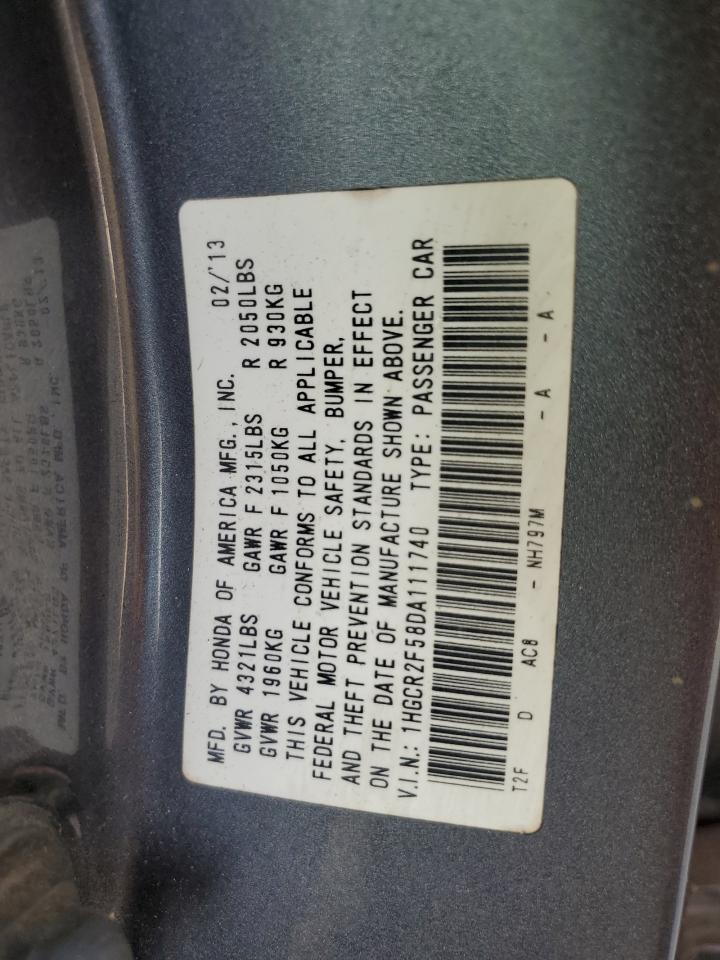 MFD. BY HONDA OF AMERICA MFG., INC. 02/'13
GVWR 4321LBS GAWR F 2315LBS R 2050LBS
GVWR 1960KG GAWR F 1050KG R 930KG
THIS VEHICLE CONFORMS TO ALL APPLICABLE
FEDERAL MOTOR VEHICLE SAFETY, BUMPER,
AND THEFT PREVENTION STANDARDS IN EFFECT
ON THE DATE OF MANUFACTURE SHOWN ABOVE.
V.I.N.: 1HGCR2F58DA111740 TYPE: PASSENGER CAR
T2F D AC8 - NH797M - A - A